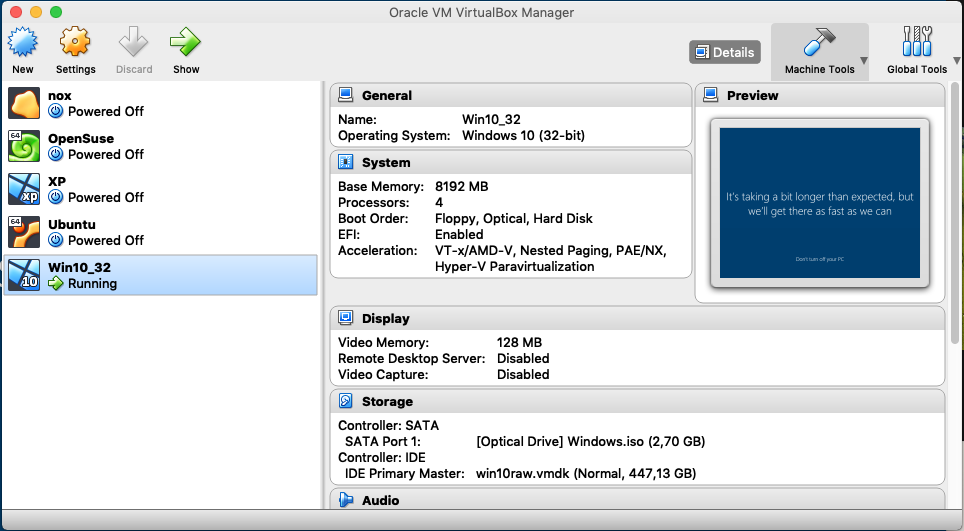 Oracle VM VirtualBox Manager
New
Settings
Discard
Show
Details
Machine Tools
Global Tools
nox
Powered Off
64
OpenSuse
Powered Off
XP
XP
Powered Off
64
Ubuntu
Powered Off
10
Win10_32
Running
General
Name: Win10_32
Operating System: Windows 10 (32-bit)
System
Base Memory: 8192 MB
Processors: 4
Boot Order: Floppy, Optical, Hard Disk
EFI: Enabled
Acceleration: VT-x/AMD-V, Nested Paging, PAE/NX,
Hyper-V Paravirtualization
Preview
It's taking a bit longer than expected, but
we'll get there as fast as we can
Don't turn off your PC
Display
Video Memory: 128 MB
Remote Desktop Server: Disabled
Video Capture: Disabled
Storage
Controller: SATA
SATA Port 1: [Optical Drive] Windows.iso (2,70 GB)
Controller: IDE
IDE Primary Master: win10raw.vmdk (Normal, 447,13 GB)
Audio